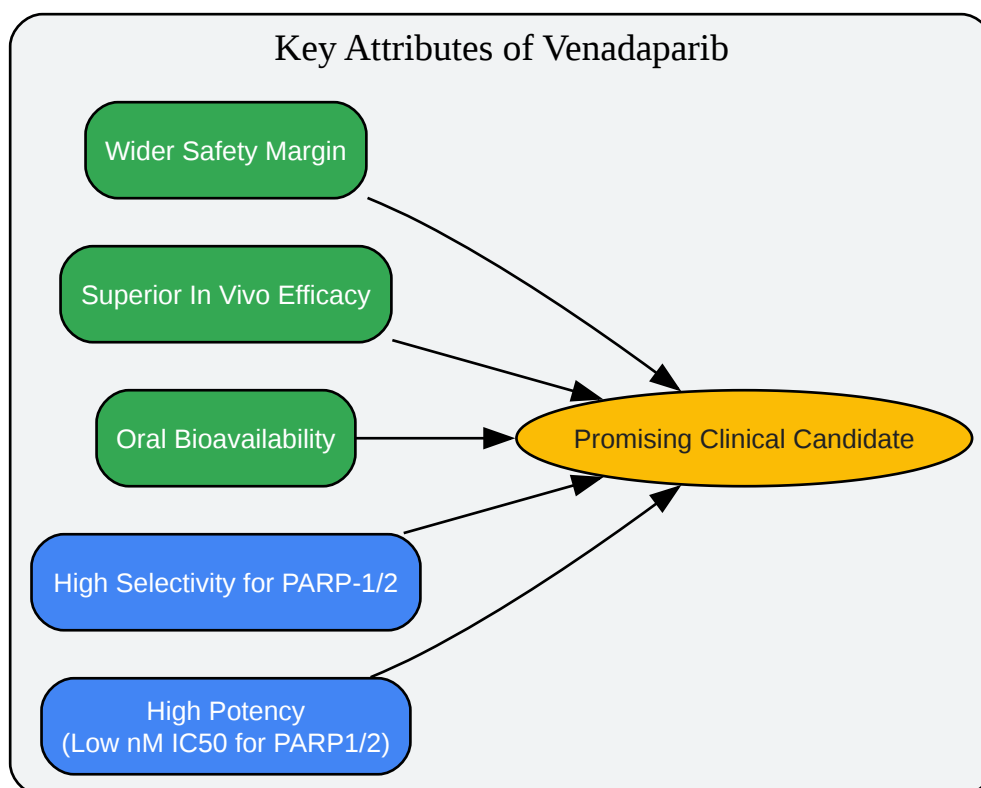 Key Attributes of Venadaparib
Wider Safety Margin
Superior In Vivo Efficacy
Oral Bioavailability
Promising Clinical Candidate
High Selectivity for PARP-1/2
High Potency
(Low nM IC50 for PARP1/2)